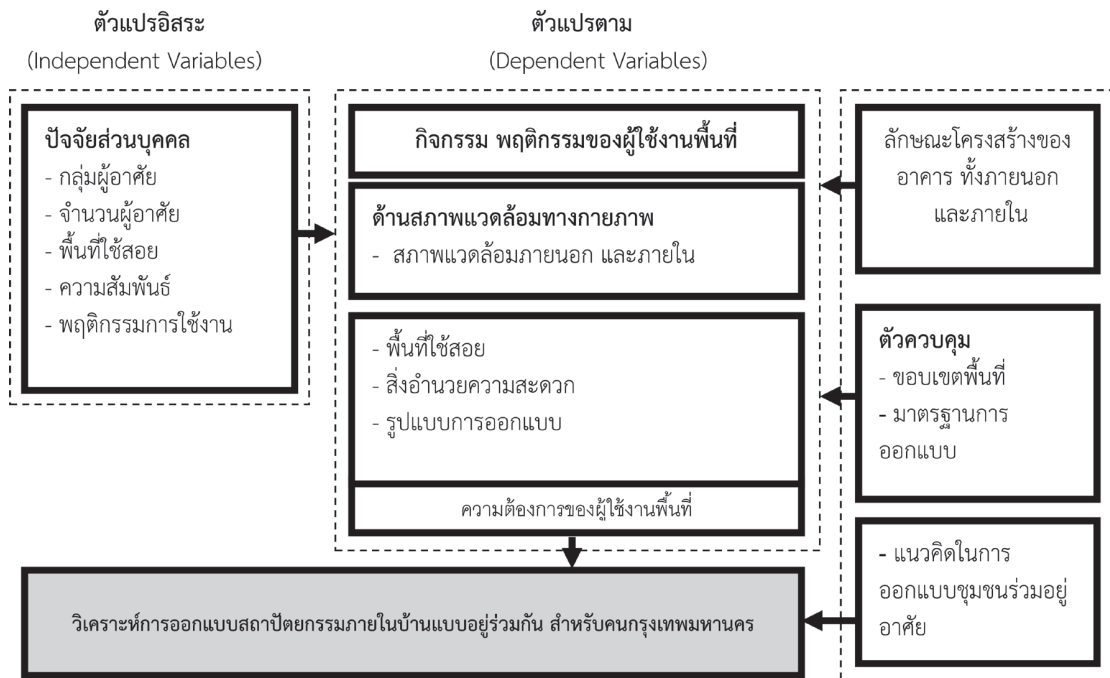 ตัวแปรอิสระ
(Independent Variables)
ตัวแปรตาม
(Dependent Variables)
ปัจจัยส่วนบุคคล
- กลุ่มผู้อาศัย
- จำนวนผู้อาศัย
- พื้นที่ใช้สอย
- ความสัมพันธ์
- พฤติกรรมการใช้งาน
กิจกรรม พฤติกรรมของผู้ใช้งานพื้นที่
ด้านสภาพแวดล้อมทางกายภาพ
- สภาพแวดล้อมภายนอก และภายใน
- พื้นที่ใช้สอย
- สิ่งอำนวยความสะดวก
- รูปแบบการออกแบบ
ความต้องการของผู้ใช้งานพื้นที่
ลักษณะโครงสร้างของ
อาคาร ทั้งภายนอก
และภายใน
ตัวควบคุม
- ขอบเขตพื้นที่
- มาตรฐานการ
ออกแบบ
- แนวคิดในการ
ออกแบบชุมชนร่วมอยู่
อาศัย
วิเคราะห์การออกแบบสถาปัตยกรรมภายในบ้านแบบอยู่ร่วมกัน สำหรับคนกรุงเทพมหานคร